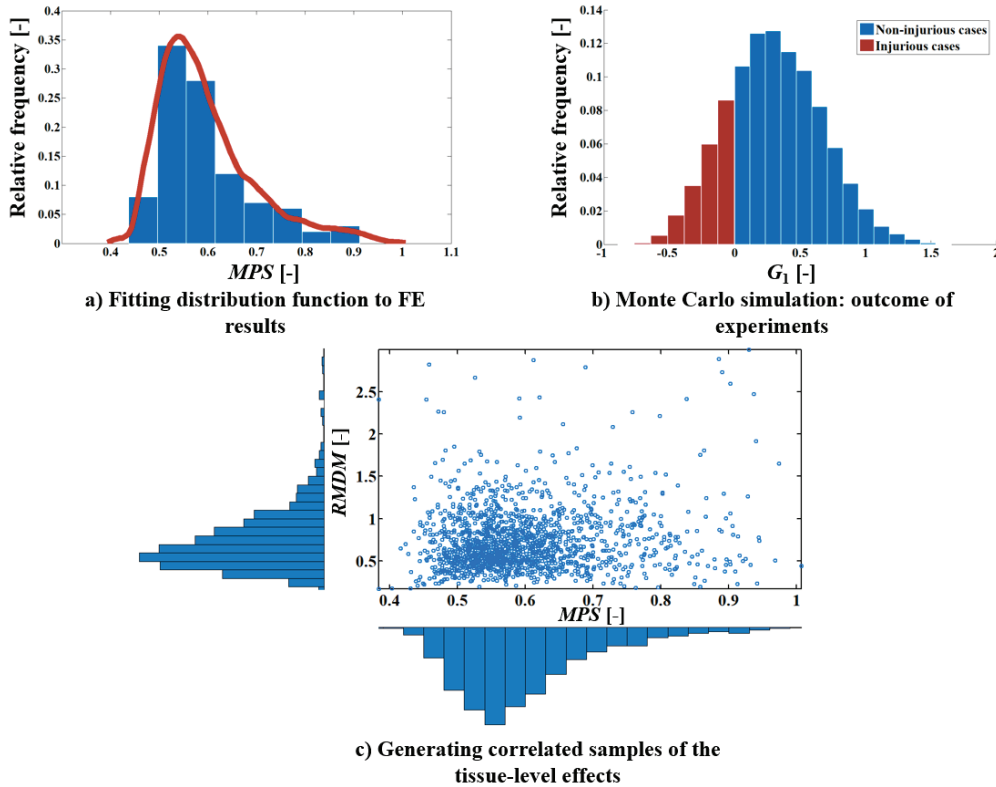 Relative frequency [-]
0.4
0.35
0.3
0.25
0.2
0.15
0.1
0.05
0
0.4 0.5 0.6 0.7 0.8 0.9 1 1.1
MPS [-]
a) Fitting distribution function to FE
results
Relative frequency [-]
0.14
0.12
0.10
0.08
0.06
0.04
0.02
0
-1 -0.5 0 0.5 1 1.5 2
G1 [-]
Non-injurious cases
Injurious cases
b) Monte Carlo simulation: outcome of
experiments
RMDM [-]
2.5
2
1.5
1
0.5
0.4 0.5 0.6 0.7 0.8 0.9 1
MPS [-]
c) Generating correlated samples of the
tissue-level effects